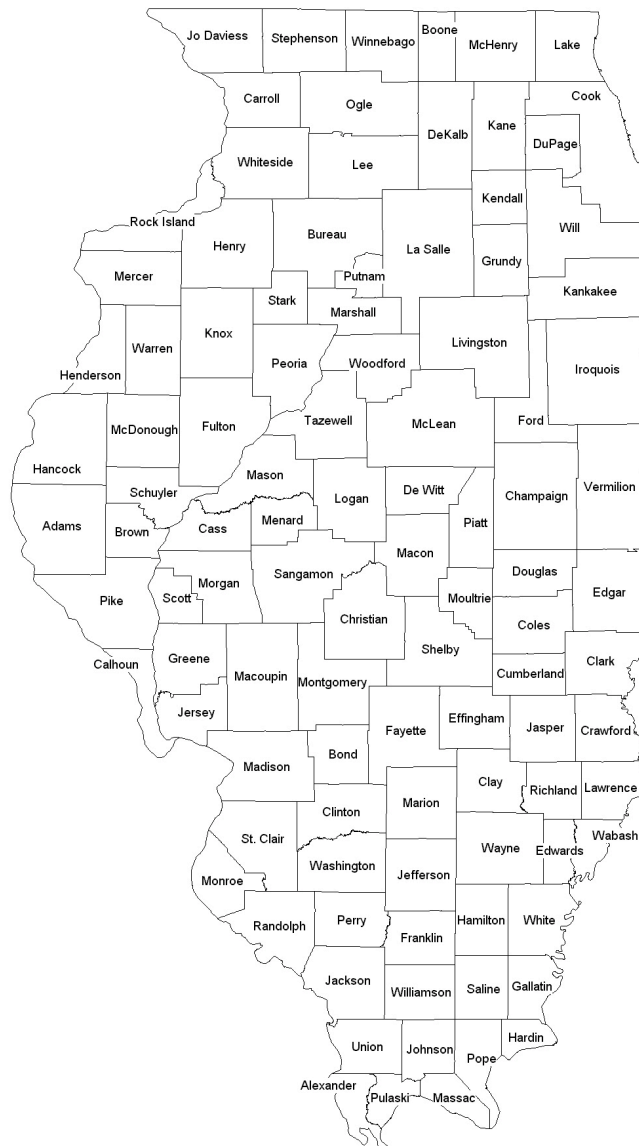 Jo Daviess
Stephenson
Winnebago
Boone
McHenry
Lake
Carroll
Ogle
DeKalb
Kane
Cook
DuPage
Whiteside
Lee
Kendall
Rock Island
Henry
Bureau
La Salle
Grundy
Will
Mercer
Putnam
Kankakee
Stark
Marshall
Henderson
Warren
Knox
Peoria
Woodford
Livingston
Iroquois
Hancock
McDonough
Fulton
Tazewell
McLean
Ford
Schuyler
Mason
Logan
De Witt
Champaign
Vermilion
Adams
Brown
Cass
Menard
Piatt
Macon
Pike
Scott
Morgan
Sangamon
Christian
Moultrie
Douglas
Edgar
Coles
Calhoun
Greene
Macoupin
Montgomery
Shelby
Cumberland
Clark
Jersey
Fayette
Effingham
Jasper
Crawford
Madison
Bond
Clay
Richland
Lawrence
Clinton
Marion
St. Clair
Washington
Wayne
Edwards
Wabash
Monroe
Jefferson
Randolph
Perry
Hamilton
White
Franklin
Jackson
Williamson
Saline
Gallatin
Union
Johnson
Pope
Hardin
Alexander
Pulaski
Massac